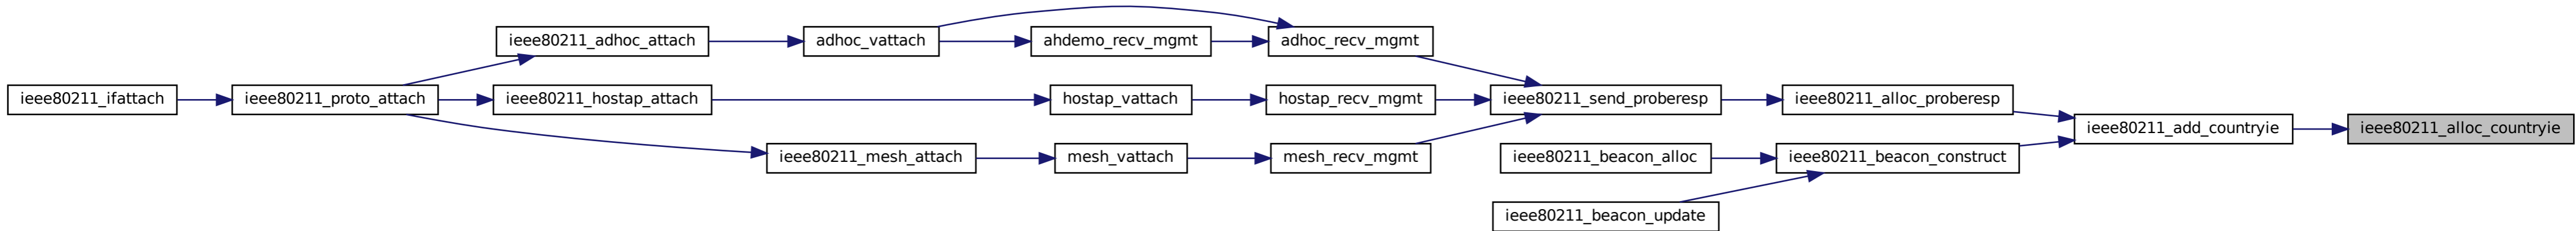 ieee80211_adhoc_attach
adhoc_vattach
ahdemo_recv_mgmt
adhoc_recv_mgmt
ieee80211_ifattach
ieee80211_proto_attach
ieee80211_hostap_attach
hostap_vattach
hostap_recv_mgmt
ieee80211_send_proberesp
ieee80211_alloc_proberesp
ieee80211_add_countryie
ieee80211_alloc_countryie
ieee80211_mesh_attach
mesh_vattach
mesh_recv_mgmt
ieee80211_beacon_alloc
ieee80211_beacon_construct
ieee80211_beacon_update